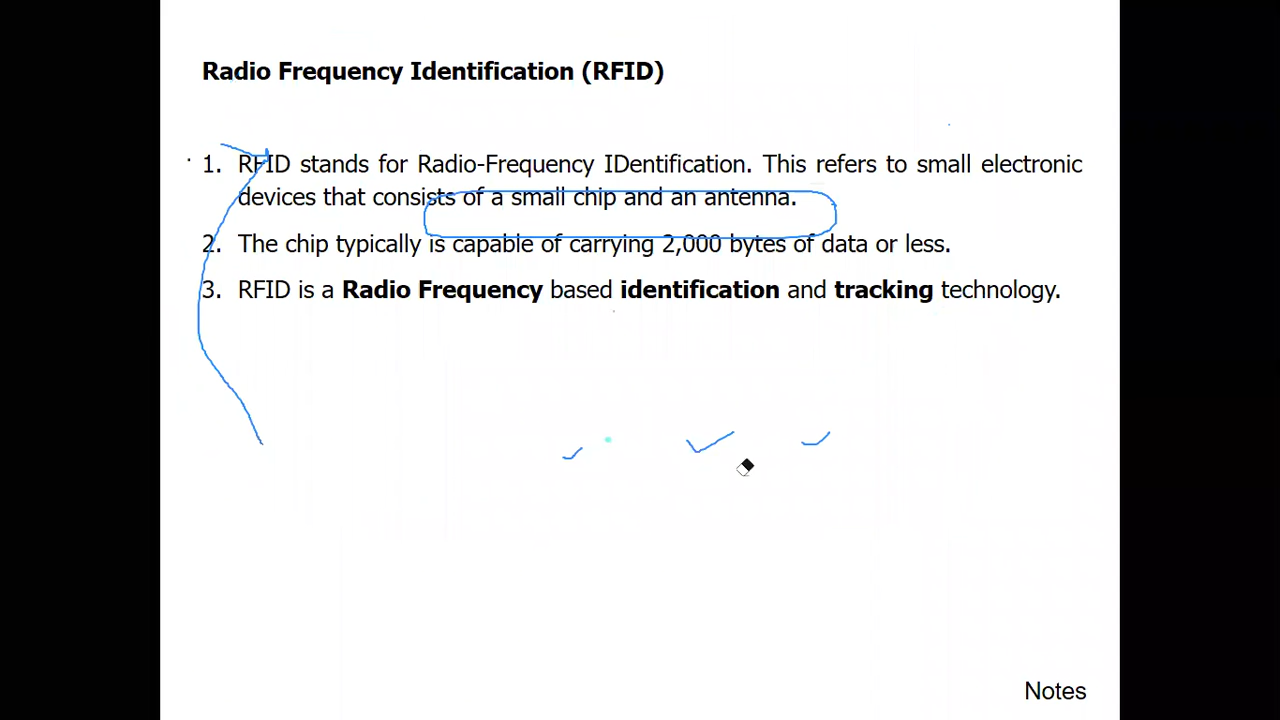 Radio Frequency Identification (RFID)
1. RFID stands for Radio-Frequency IDentification. This refers to small electronic
devices that consists of a small chip and an antenna.
2. The chip typically is capable of carrying 2,000 bytes of data or less.
3. RFID is a Radio Frequency based identification and tracking technology.
Notes